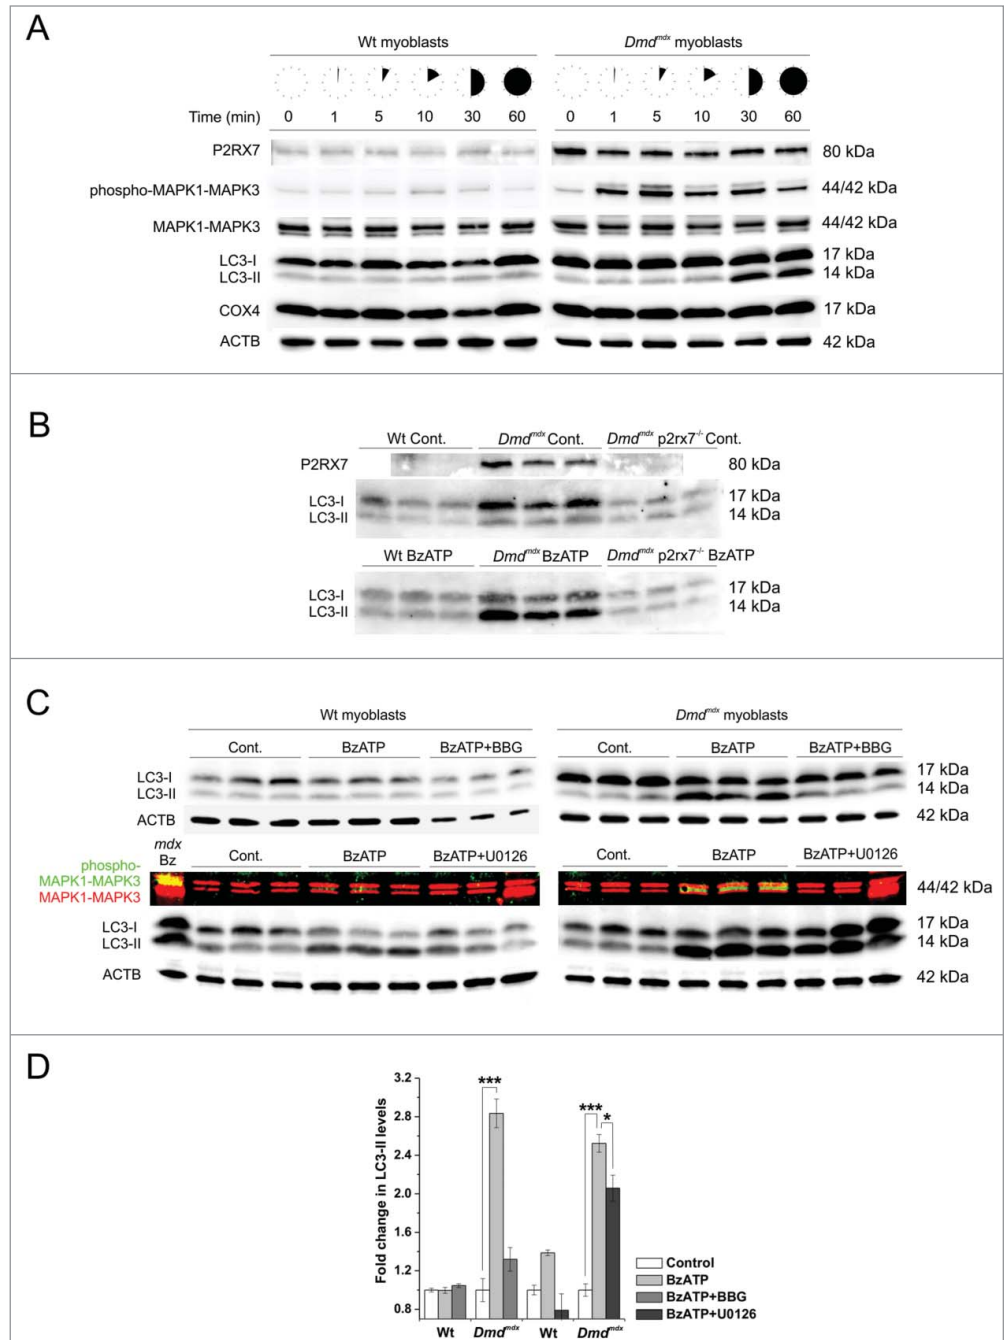 A
Wt myoblasts
Dmdmdx myoblasts
Time (min) 0 1 5 10 30 60 0 1 5 10 30 60
P2RX7 80 kDa
phospho-MAPK1-MAPK3 44/42 kDa
MAPK1-MAPK3 44/42 kDa
LC3-I 17 kDa
LC3-II 14 kDa
COX4 17 kDa
ACTB 42 kDa
B
Wt Cont. Dmdmdx Cont. Dmdmdx p2rx7-/- Cont.
P2RX7 80 kDa
LC3-I 17 kDa
LC3-II 14 kDa
Wt BzATP Dmdmdx BzATP Dmdmdx p2rx7-/- BzATP
LC3-I 17 kDa
LC3-II 14 kDa
C
Wt myoblasts Dmdmdx myoblasts
Cont. BzATP BzATP+BBG Cont. BzATP BzATP+BBG
LC3-I 17 kDa
LC3-II 14 kDa
ACTB 42 kDa
mdx
Bz
Cont. BzATP BzATP+U0126 Cont. BzATP BzATP+U0126
phospho-
MAPK1-MAPK3
MAPK1-MAPK3 44/42 kDa
LC3-I 17 kDa
LC3-II 14 kDa
ACTB 42 kDa
D
Fold change in LC3-II levels
3.2
2.8
2.4
2.0
1.6
1.2
0.8
***
*** *
Control
BzATP
BzATP+BBG
BzATP+U0126
Wt Dmdmdx Wt Dmdmdx